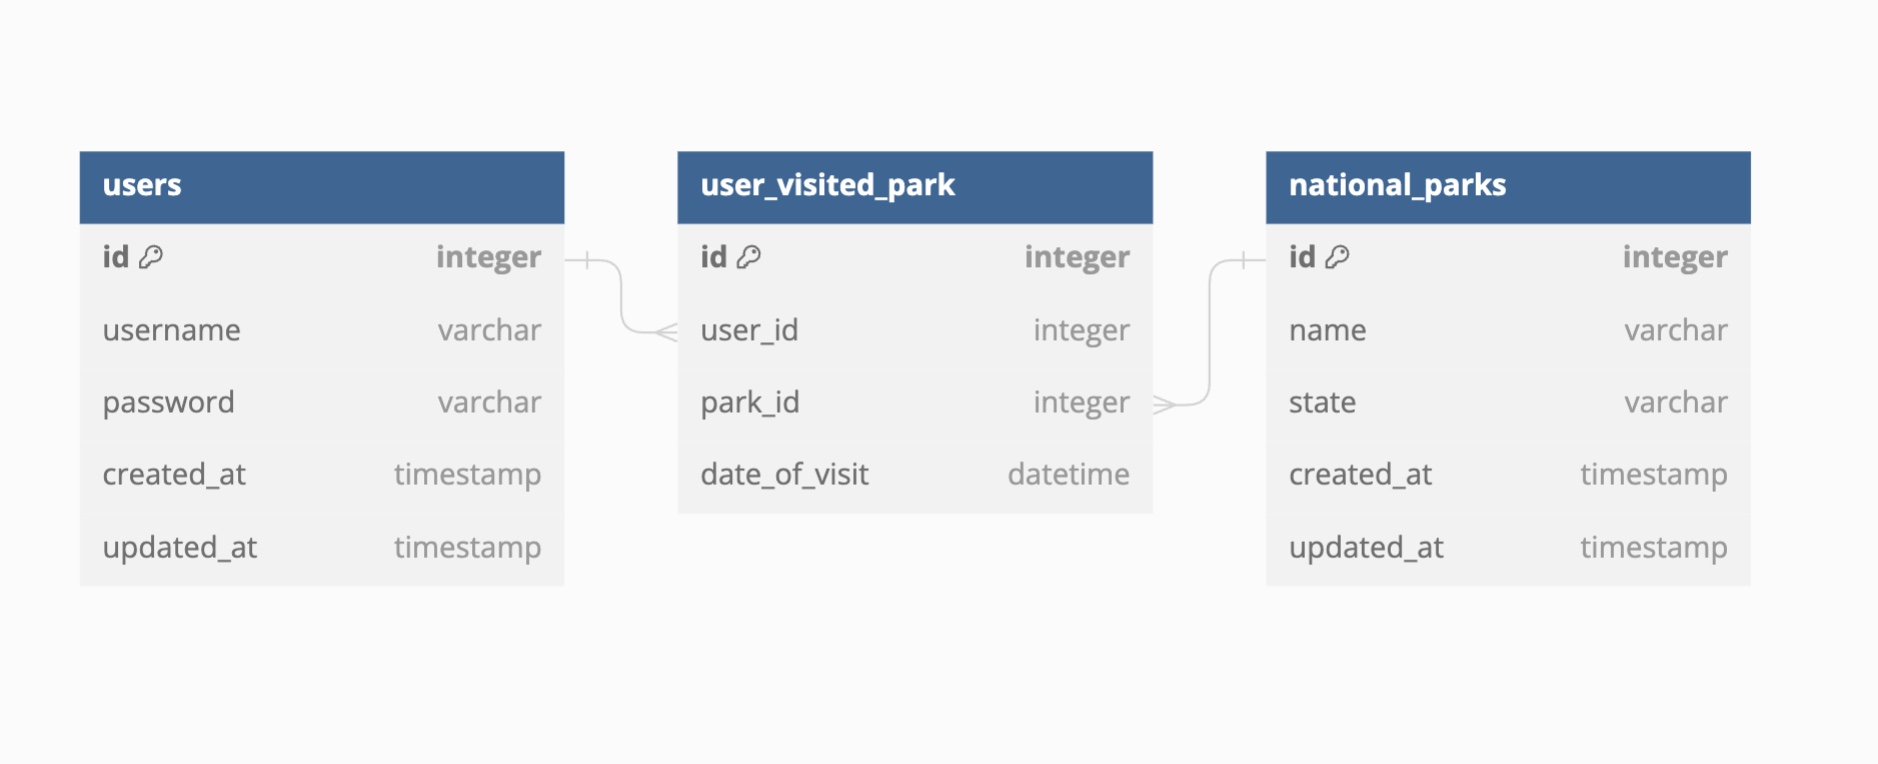 users
id integer
username varchar
password varchar
created_at timestamp
updated_at timestamp
user_visited_park
id integer
user_id integer
park_id integer
date_of_visit datetime
national_parks
id integer
name varchar
state varchar
created_at timestamp
updated_at timestamp